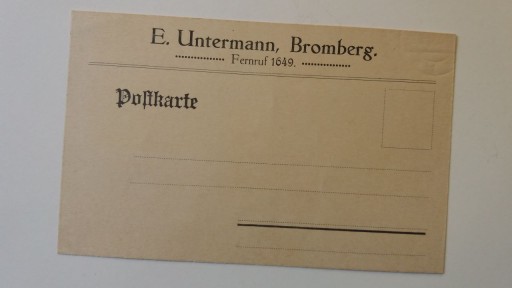 E. Untermann, Bromberg.
Fernruf 1649.
Postkarte